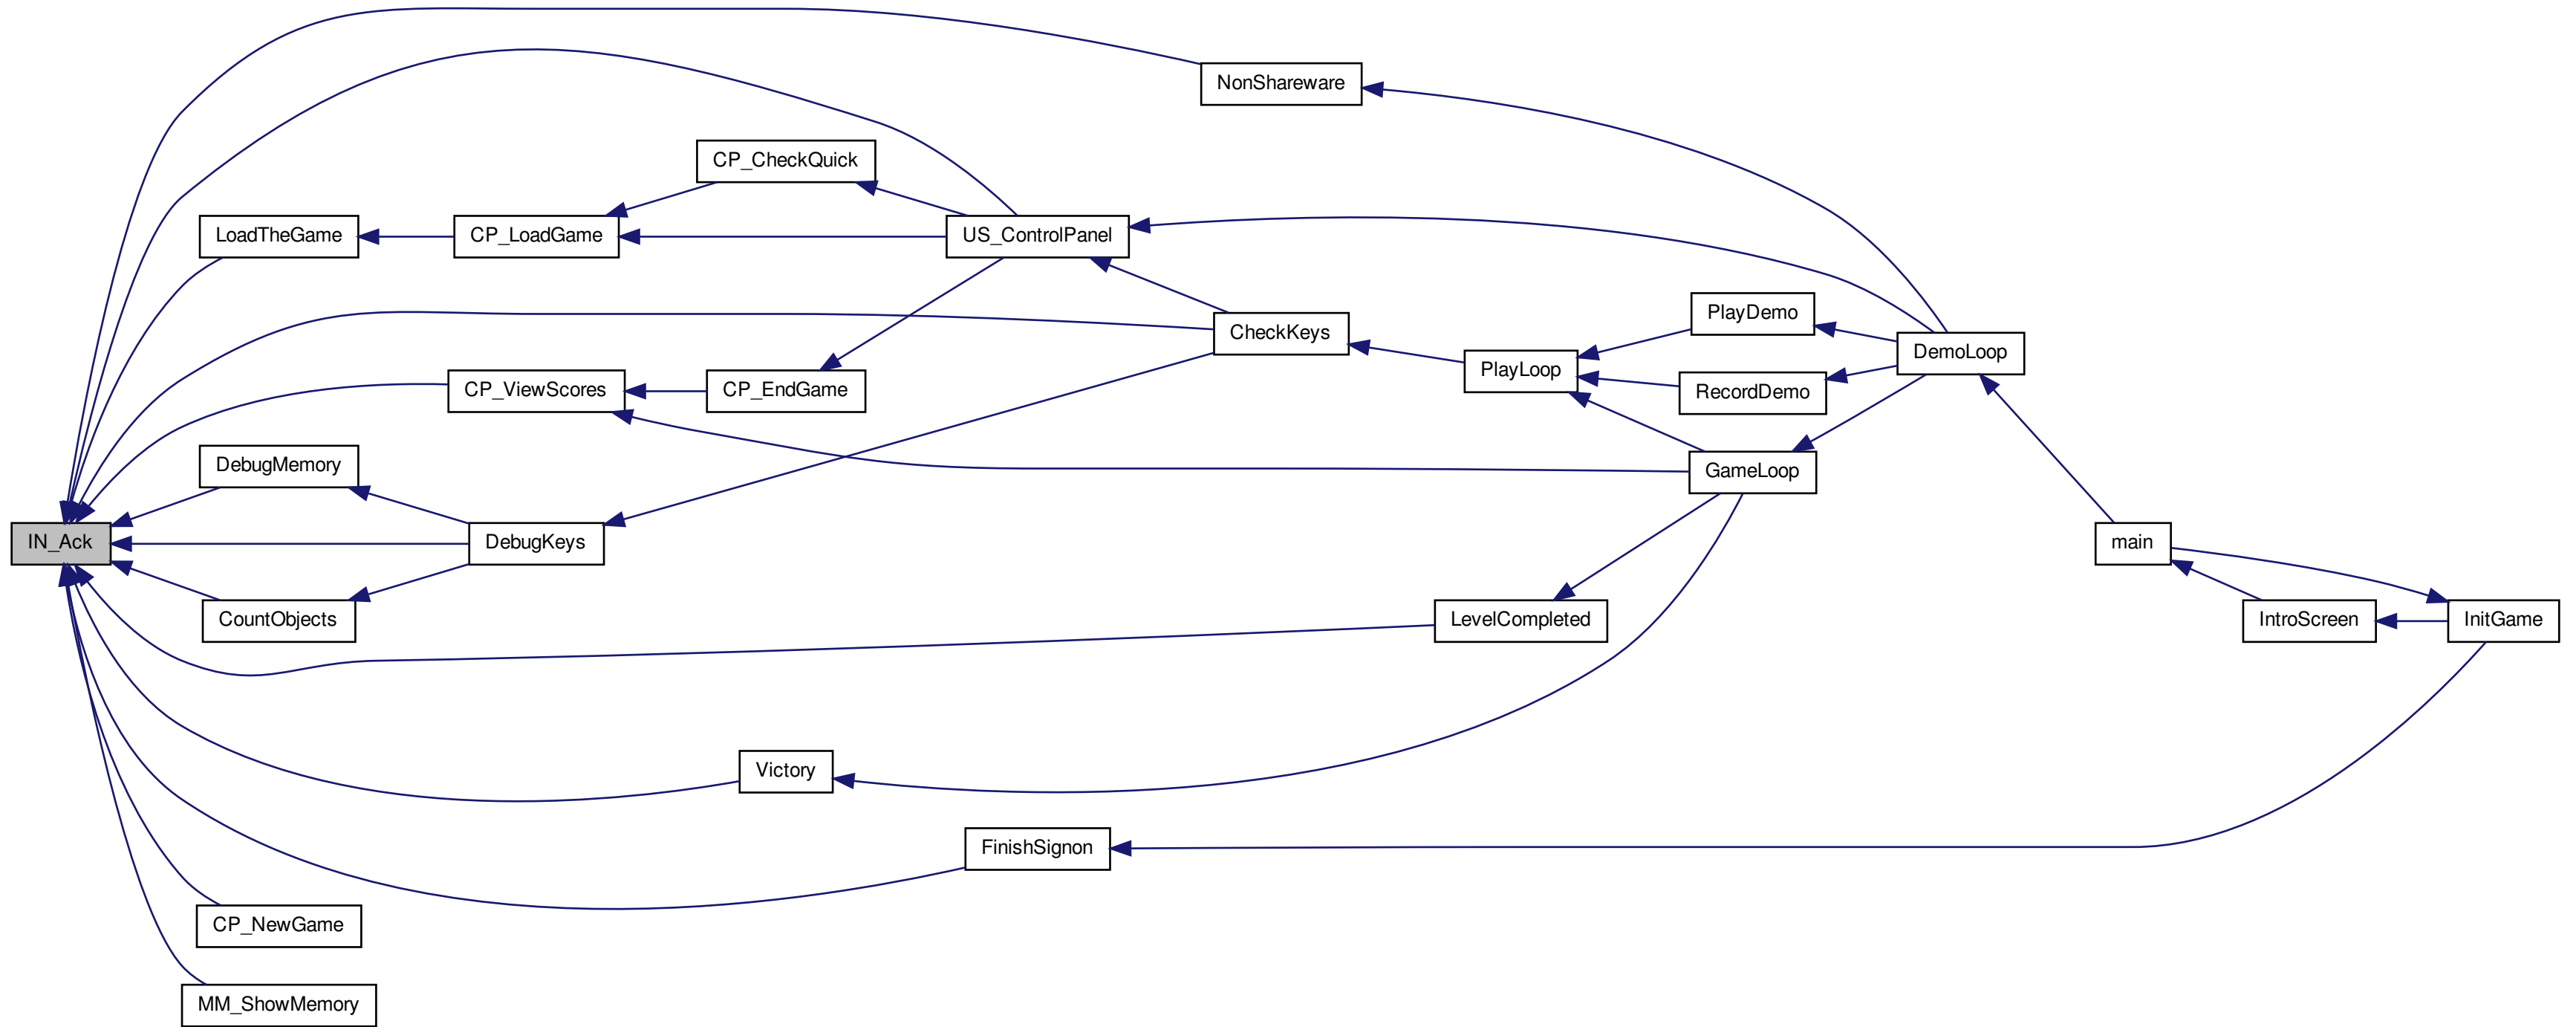 NonShareware
CP_CheckQuick
LoadTheGame
CP_LoadGame
US_ControlPanel
PlayDemo
CheckKeys
DemoLoop
PlayLoop
CP_ViewScores
CP_EndGame
RecordDemo
DebugMemory
GameLoop
IN_Ack
DebugKeys
main
CountObjects
LevelCompleted
IntroScreen
InitGame
Victory
FinishSignon
CP_NewGame
MM_ShowMemory